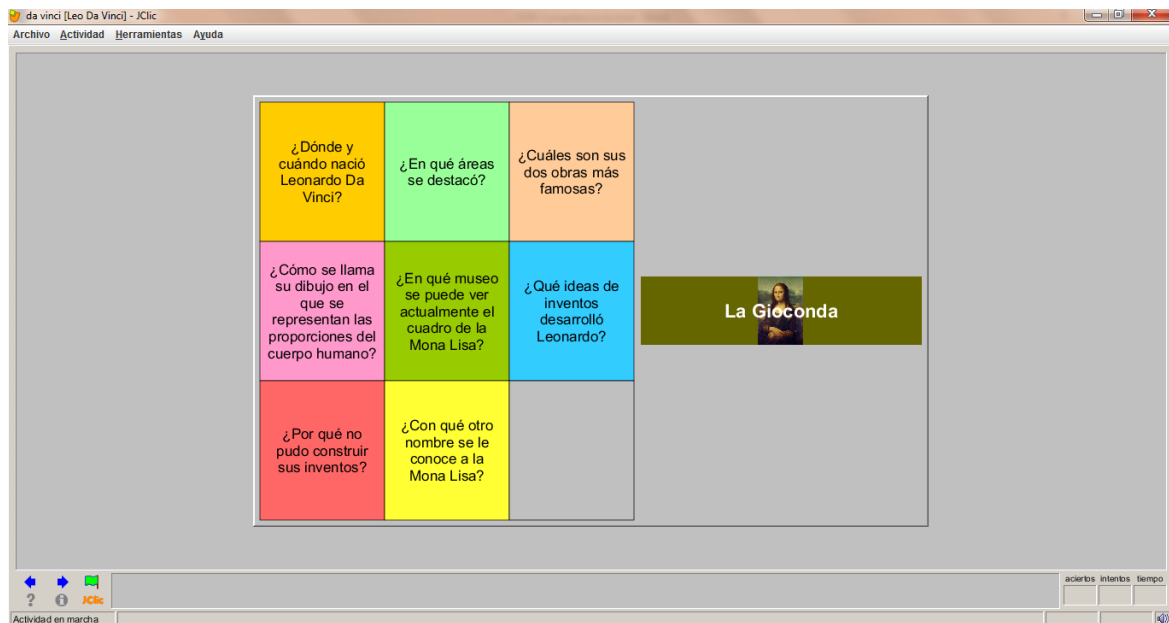 da vinci [Leo Da Vinci] - JClic
Archivo Actividad Herramientas Ayuda
¿Dónde y
cuándo nació
Leonardo Da
Vinci?
¿En qué áreas
se destacó?
¿Cuáles son sus
dos obras más
famosas?
¿Cómo se llama
su dibujo en el
que se
representan las
proporciones del
cuerpo humano?
¿En qué museo
se puede ver
actualmente el
cuadro de la
Mona Lisa?
¿Qué ideas de
inventos
desarrolló
Leonardo?
La Gioconda
¿Por qué no
pudo construir
sus inventos?
¿Con qué otro
nombre se le
conoce a la
Mona Lisa?
aciertos intentos tiempo
JClic
Actividad en marcha